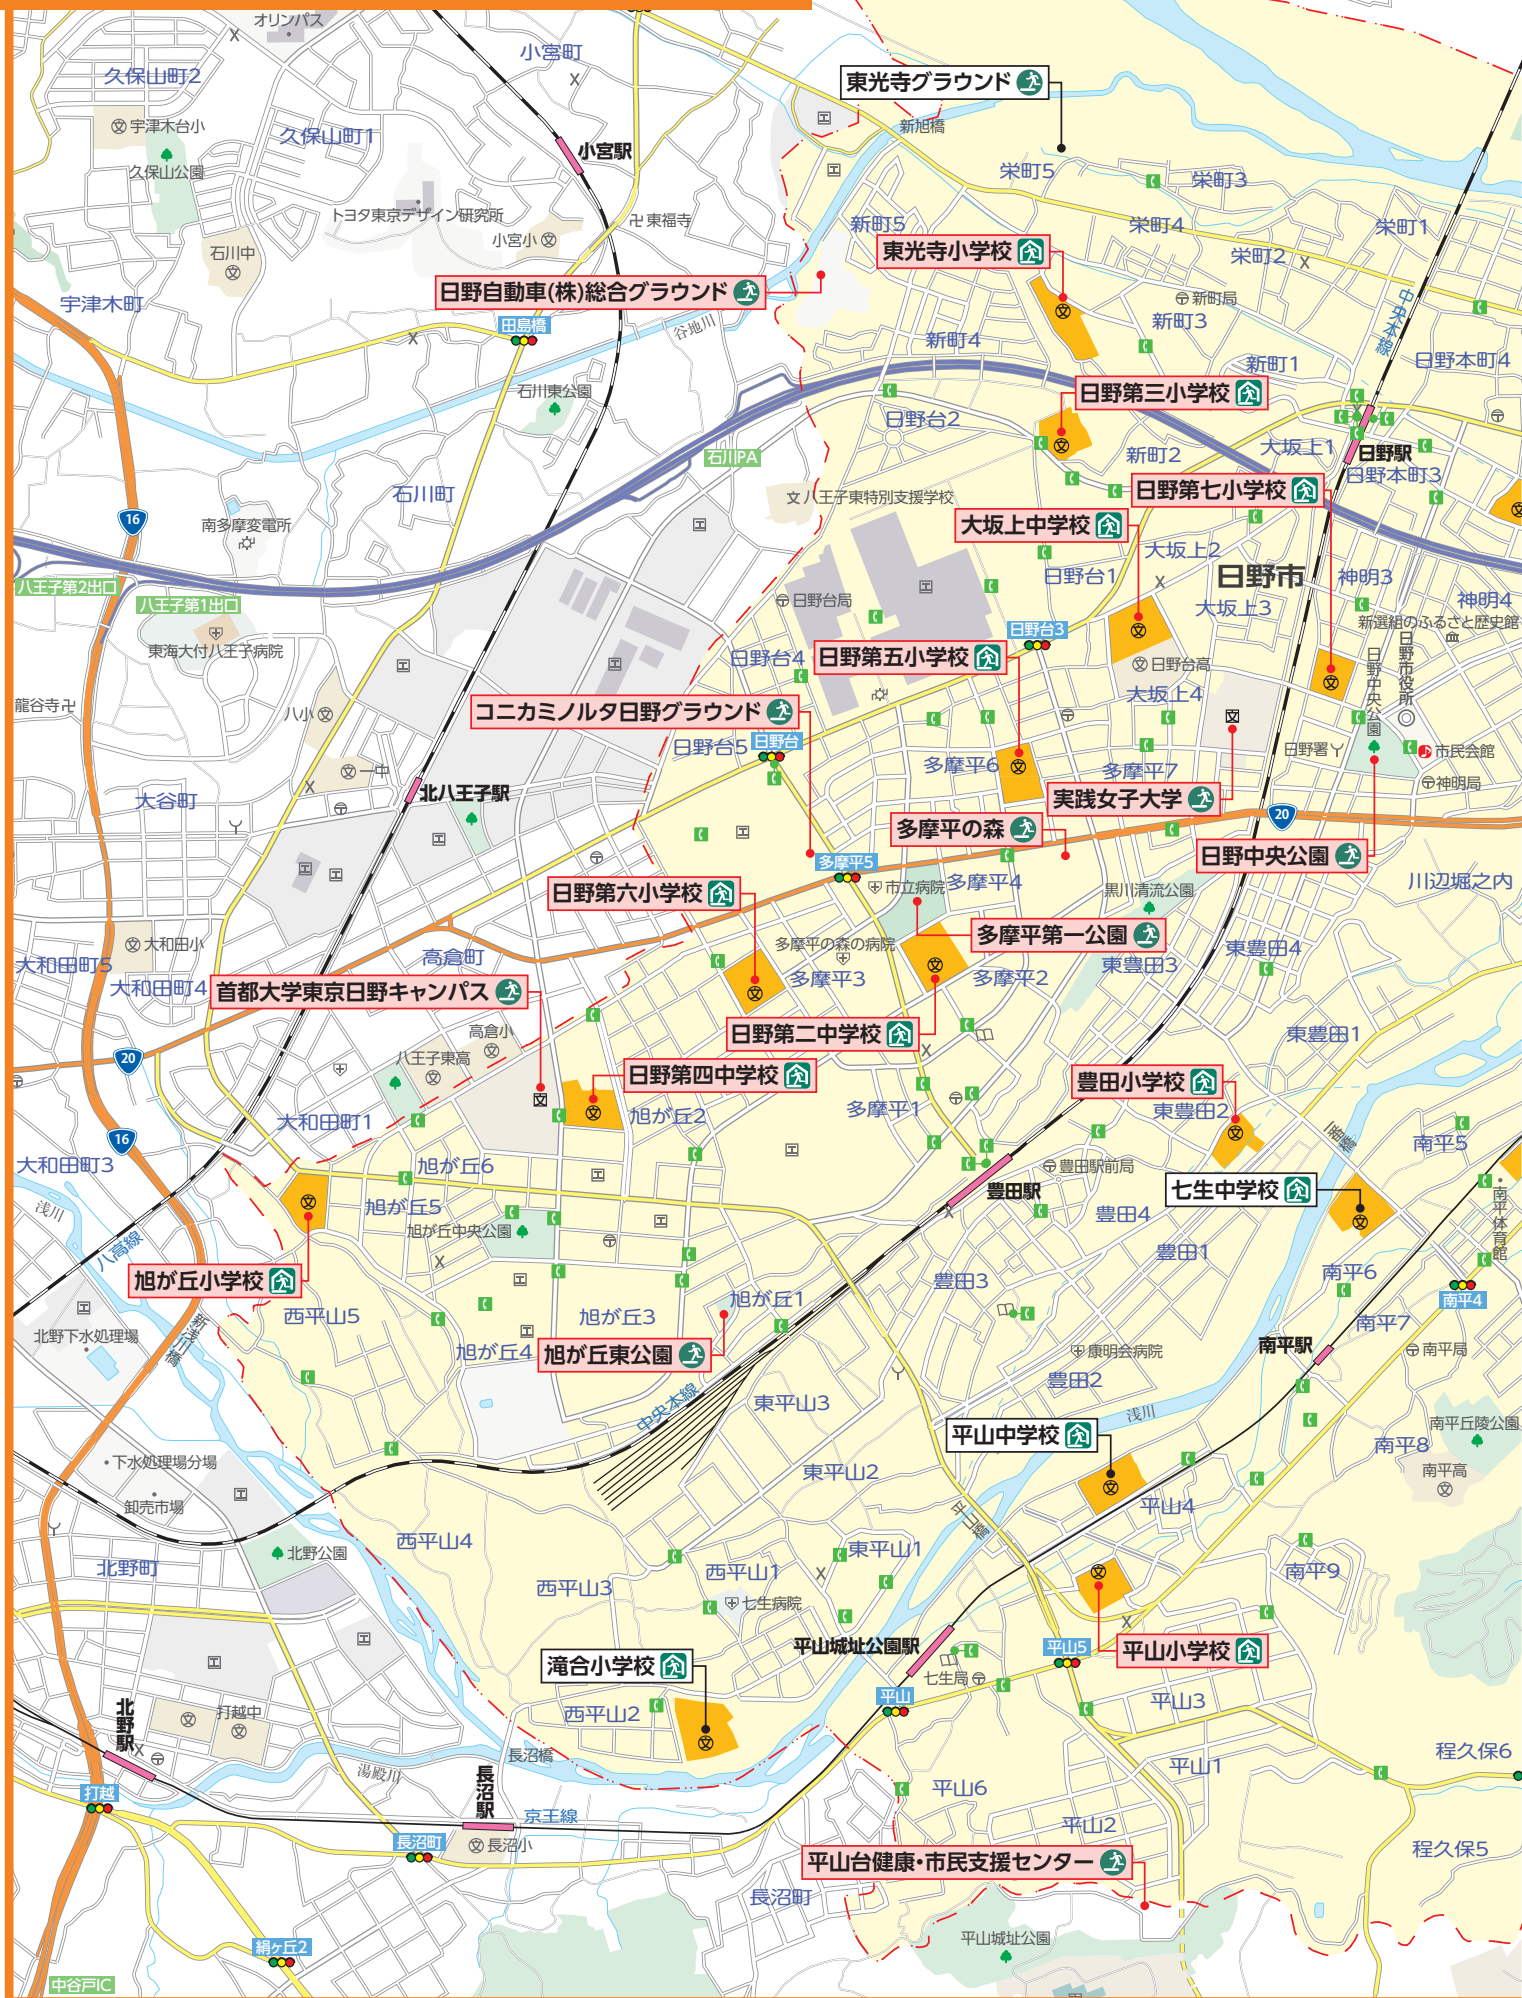 オリンパス
小宮町
久保山町2
東光寺グラウンド
宇津木台小
久保山町1
新旭橋
小宮駅
久保山公園
栄町5
栄町3
トヨタ東京デザイン研究所
東福寺
新町5
栄町4
栄町1
小宮小
石川中
東光寺小学校
栄町2
日野自動車(株)総合グラウンド
宇津木町
新町局
中央本線
田島橋
谷地川
新町3
新町4
日野本町4
新町1
石川東公園
日野第三小学校
日野台2
大坂上1
新町2
日野駅
石川PA
日野本町3
石川町
八王子東特別支援学校
日野第七小学校
16
南多摩変電所
大坂上中学校
大坂上2
日野台1
日野市
神明3
八王子第2出口
八王子第1出口
日野台局
大坂上3
神明4
新選組のふるさと歴史館
日野台3
東海大付八王子病院
日野台4
日野第五小学校
日野台高
日野中央公園
日野市役所
大坂上4
龍谷寺
八小
コニカミノルタ日野グラウンド
日野台5
日野台
日野署
市民会館
多摩平6
多摩平7
一中
神明局
北八王子駅
実践女子大学
大谷町
20
多摩平の森
日野中央公園
多摩平5
市立病院
多摩平4
黒川清流公園
川辺堀之内
日野第六小学校
大和田小
多摩平の森の病院
多摩平第一公園
東豊田4
高倉町
大和田町5
多摩平3
多摩平2
東豊田3
大和田町4
首都大学東京日野キャンパス
高倉小
日野第二中学校
東豊田1
20
八王子東高
日野第四中学校
豊田小学校
大和田町1
旭が丘2
多摩平1
東豊田2
一番橋
南平5
16
大和田町3
旭が丘6
豊田駅前局
豊田駅
七生中学校
南平体育館
浅川
旭が丘5
旭が丘中央公園
豊田4
八高線
豊田1
旭が丘小学校
豊田3
南平6
旭が丘1
南平4
西平山5
旭が丘3
南平7
新浅川橋
北野下水処理場
旭が丘4
旭が丘東公園
康明会病院
南平駅
南平局
豊田2
中央本線
東平山3
浅川
平山中学校
南平丘陵公園
下水処理場分場
南平8
東平山2
南平高
卸売市場
平山橋
平山4
西平山4
東平山1
北野公園
北野町
西平山1
南平9
西平山3
七生病院
平山城址公園駅
平山5
平山小学校
滝合小学校
七生局
平山
西平山2
平山3
北野駅
打越中
長沼橋
程久保6
湯殿川
長沼駅
平山1
打越
京王線
平山6
平山2
長沼町
長沼小
程久保5
平山台健康・市民支援センター
長沼町
平山城址公園
絹ケ丘2
中谷戸IC